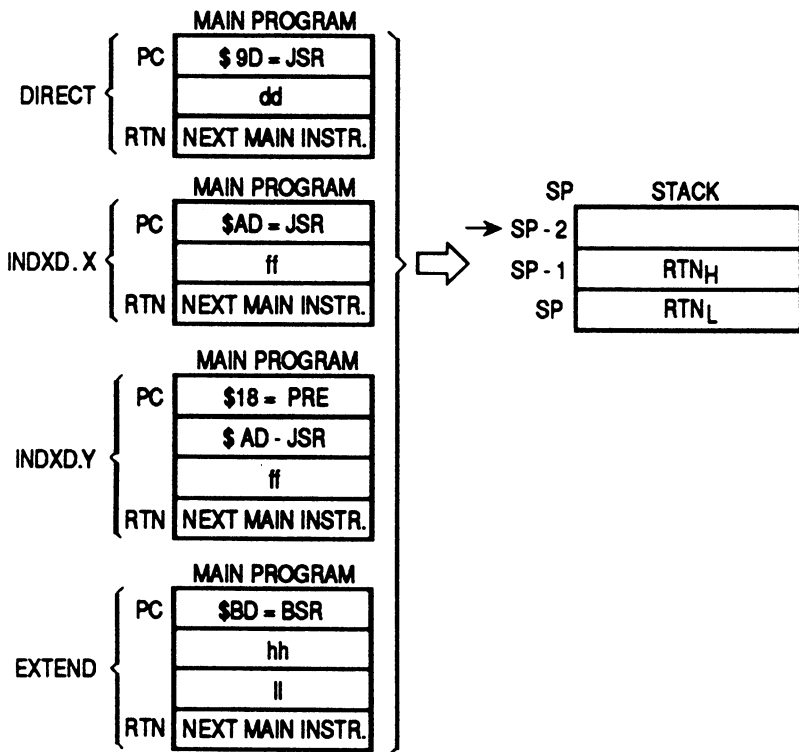 MAIN PROGRAM
PC $ 9D = JSR
DIRECT dd
RTN NEXT MAIN INSTR.
MAIN PROGRAM
PC $AD = JSR
INDXD . X ff
RTN NEXT MAIN INSTR.
MAIN PROGRAM
PC $18 = PRE
INDXD.Y $ AD - JSR
ff
RTN NEXT MAIN INSTR.
MAIN PROGRAM
PC $BD = BSR
hh
EXTEND
ll
RTN NEXT MAIN INSTR.
SP STACK
→ SP - 2
SP - 1 RTNH
SP RTNL